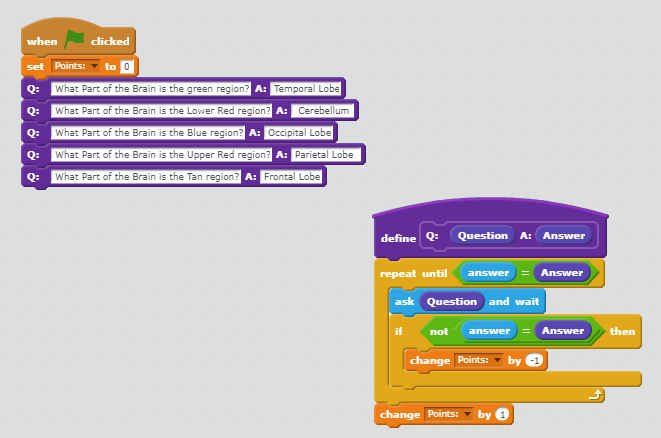 when clicked
set Points: to 0
Q: What Part of the Brain is the green region? A: Temporal Lobe
Q: What Part of the Brain is the Lower Red region? A: Cerebellum
Q: What Part of the Brain is the Blue region? A: Occipital Lobe
Q: What Part of the Brain is the Upper Red region? A: Parietal Lobe
Q: What Part of the Brain is the Tan region? A: Frontal Lobe
define Q: Question A: Answer
repeat until answer = Answer
ask Question and wait
if not answer = Answer then
change Points: by -1
change Points: by 1